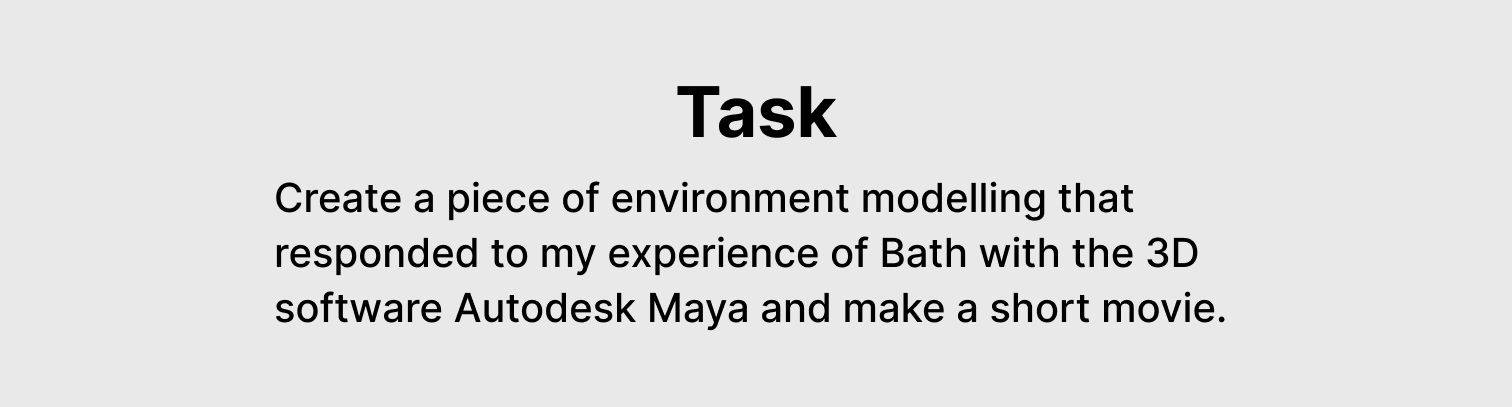 Task
Create a piece of environment modelling that
responded to my experience of Bath with the 3D
software Autodesk Maya and make a short movie.